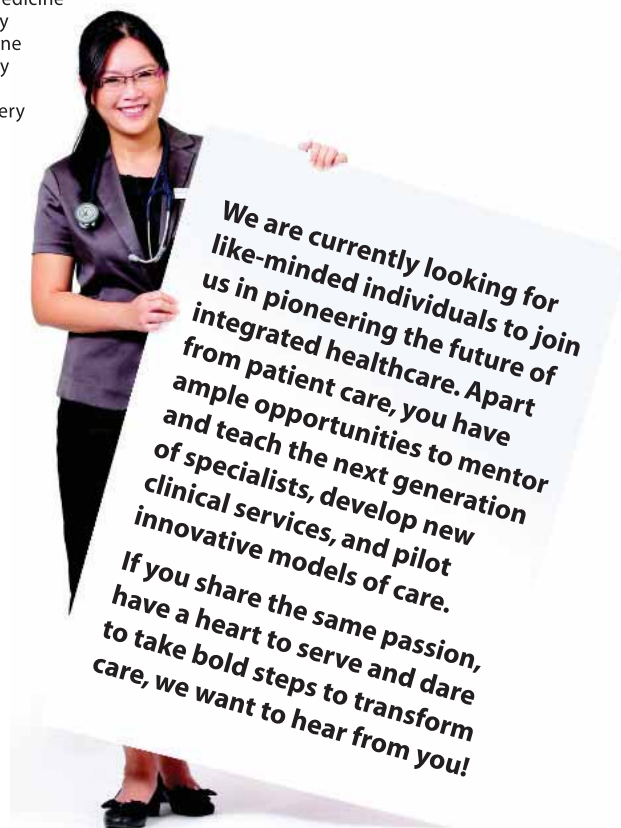 We are currently looking for
like-minded individuals to join
us in pioneering the future of
integrated healthcare. Apart
from patient care, you have
ample opportunities to mentor
and teach the next generation
of specialists, develop new
clinical services, and pilot
innovative models of care.
If you share the same passion,
have a heart to serve and dare
to take bold steps to transform
care, we want to hear from you!